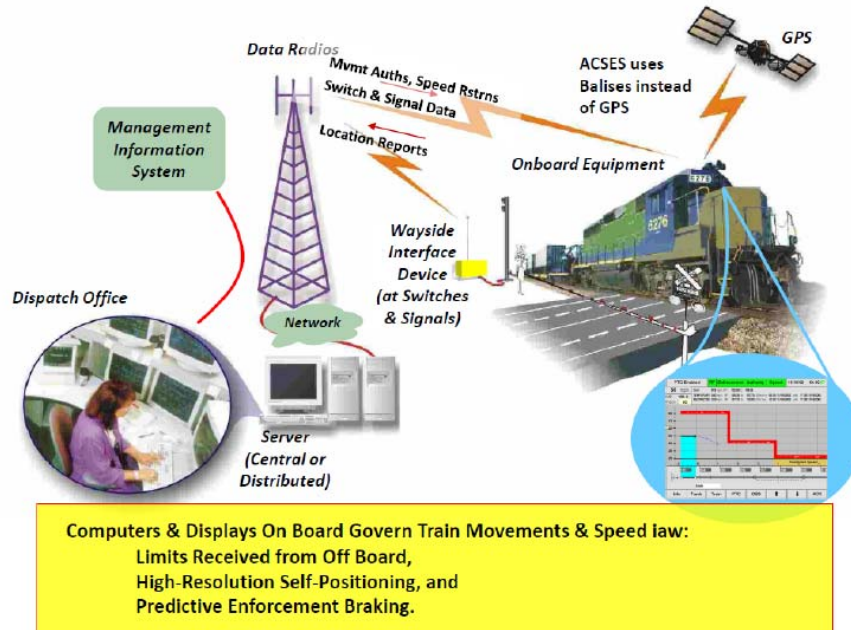 Data Radios
GPS
Mvmt Auths, Speed Rstrns
Switch & Signal Data
Location Reports
ACSES uses
Balises instead
of GPS
Management
Information
System
Onboard Equipment
6276
6276
Wayside
Interface
Device
(at Switches
& Signals)
Dispatch Office
Network
Server
(Central or
Distributed)
Computers & Displays On Board Govern Train Movements & Speed iaw:
Limits Received from Off Board,
High-Resolution Self-Positioning, and
Predictive Enforcement Braking.